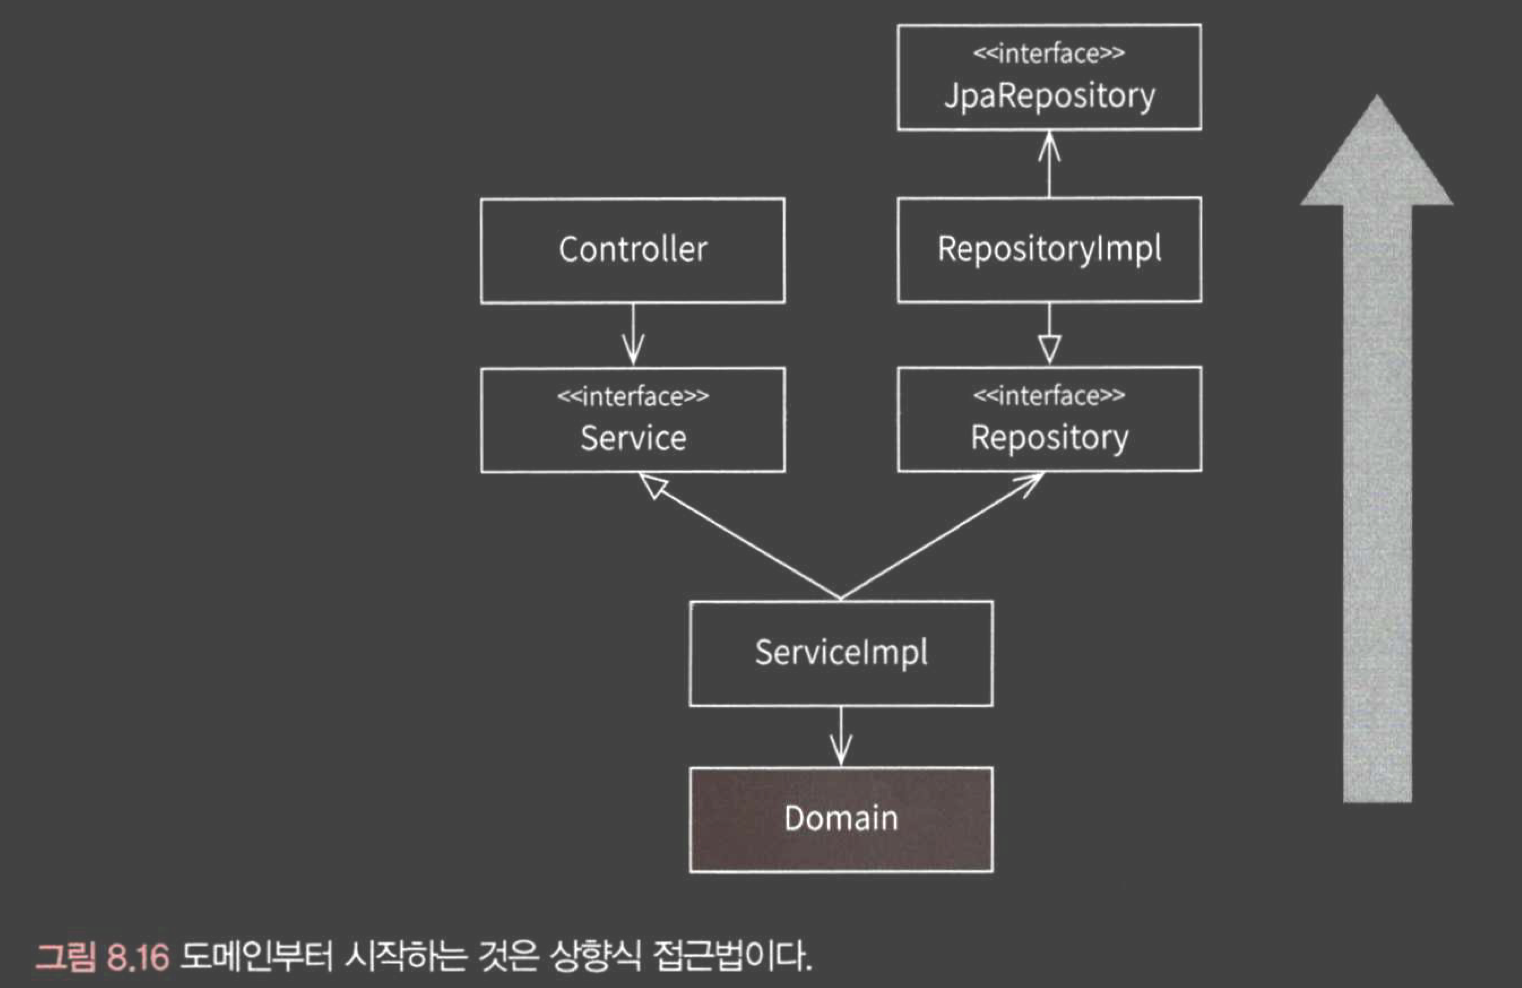 <<interface>>
JpaRepository
Controller
RepositoryImpl
<<interface>>
Service
<<interface>>
Repository
ServiceImpl
Domain
그림 8.16 도메인부터 시작하는 것은 상향식 접근법이다.